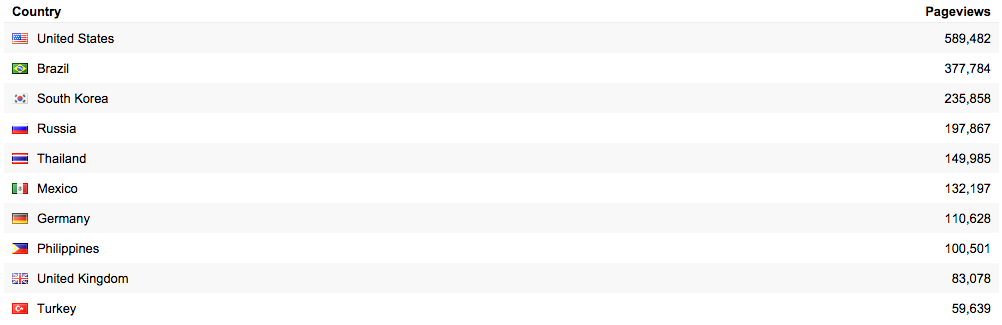 Country Pageviews
United States 589,482
Brazil 377,784
South Korea 235,858
Russia 197,867
Thailand 149,985
Mexico 132,197
Germany 110,628
Philippines 100,501
United Kingdom 83,078
Turkey 59,639